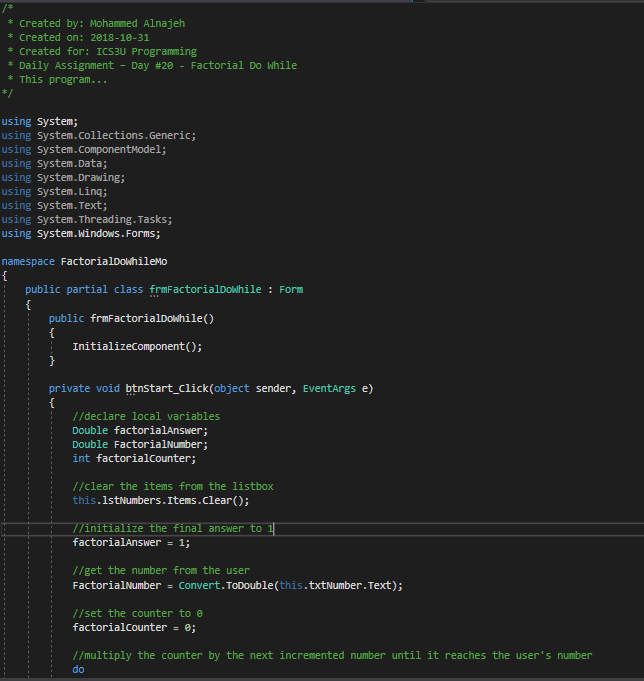 /*
 * Created by: Mohammed Alnajeh
 * Created on: 2018-10-31
 * Created for: ICS3U Programming
 * Daily Assignment – Day #20 - Factorial Do While
 * This program...
*/

using System;
using System.Collections.Generic;
using System.ComponentModel;
using System.Data;
using System.Drawing;
using System.Linq;
using System.Text;
using System.Threading.Tasks;
using System.Windows.Forms;

namespace FactorialDoWhileMo
{
    public partial class frmFactorialDoWhile : Form
    {
        public frmFactorialDoWhile()
        {
            InitializeComponent();
        }

        private void btnStart_Click(object sender, EventArgs e)
        {
            //declare local variables
            Double factorialAnswer;
            Double FactorialNumber;
            int factorialCounter;

            //clear the items from the listbox
            this.lstNumbers.Items.Clear();

            //initialize the final answer to 1
            factorialAnswer = 1;

            //get the number from the user
            FactorialNumber = Convert.ToDouble(this.txtNumber.Text);

            //set the counter to 0
            factorialCounter = 0;

            //multiply the counter by the next incremented number until it reaches the user's number
            do